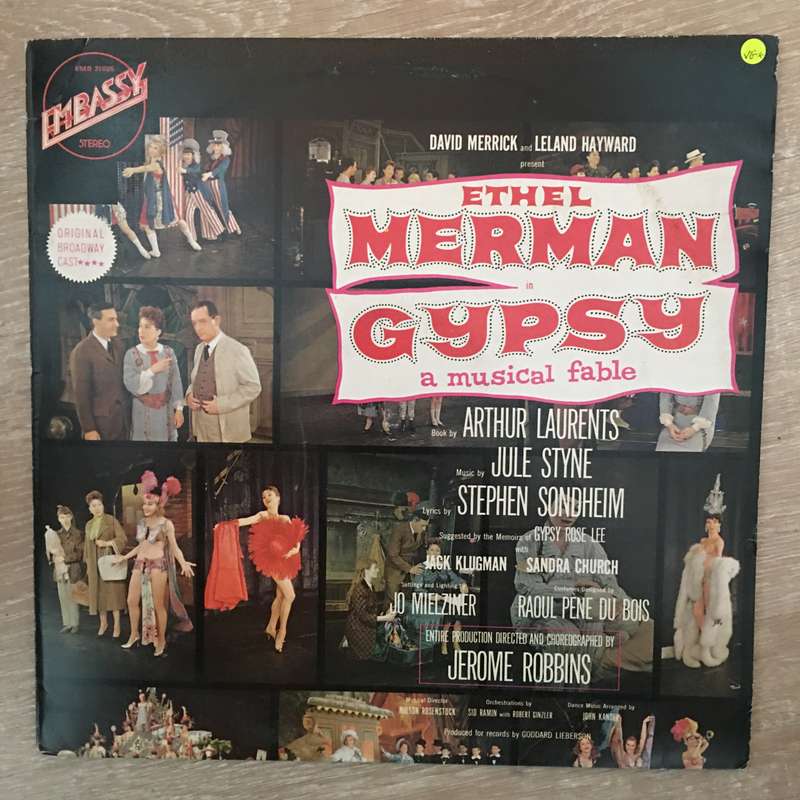 EMBASSY
STEREO
VG+
ORIGINAL
BROADWAY
CAST★★★★
DAVID MERRICK and LELAND HAYWARD
present
ETHEL
MERMAN
in
GYPSY
a musical fable
Book by ARTHUR LAURENTS
Music by JULE STYNE
Lyrics by STEPHEN SONDHEIM
Suggested by the Memoirs of GYPSY ROSE LEE
with
JACK KLUGMAN SANDRA CHURCH
Settings and Lighting by Costumes Designed by
JO MIELZINER RAOUL PENE DU BOIS
ENTIRE PRODUCTION DIRECTED AND CHOREOGRAPHED BY
JEROME ROBBINS
Musical Director Orchestrations by Dance Music Arranged by
MILTON ROSENSTOCK SID RAMIN with ROBERT GINZLER JOHN KANDER
Produced for records by GODDARD LIEBERSON